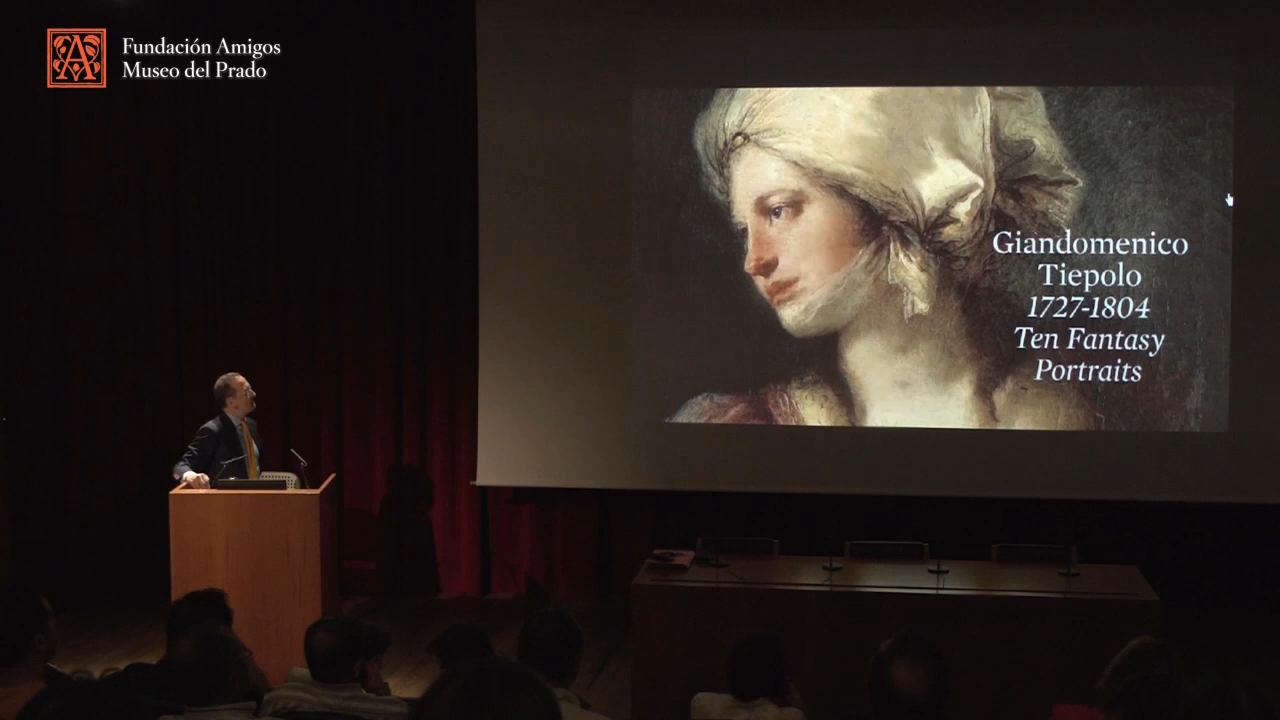 Fundación Amigos
Museo del Prado
Giandomenico
Tiepolo
1727-1804
Ten Fantasy
Portraits